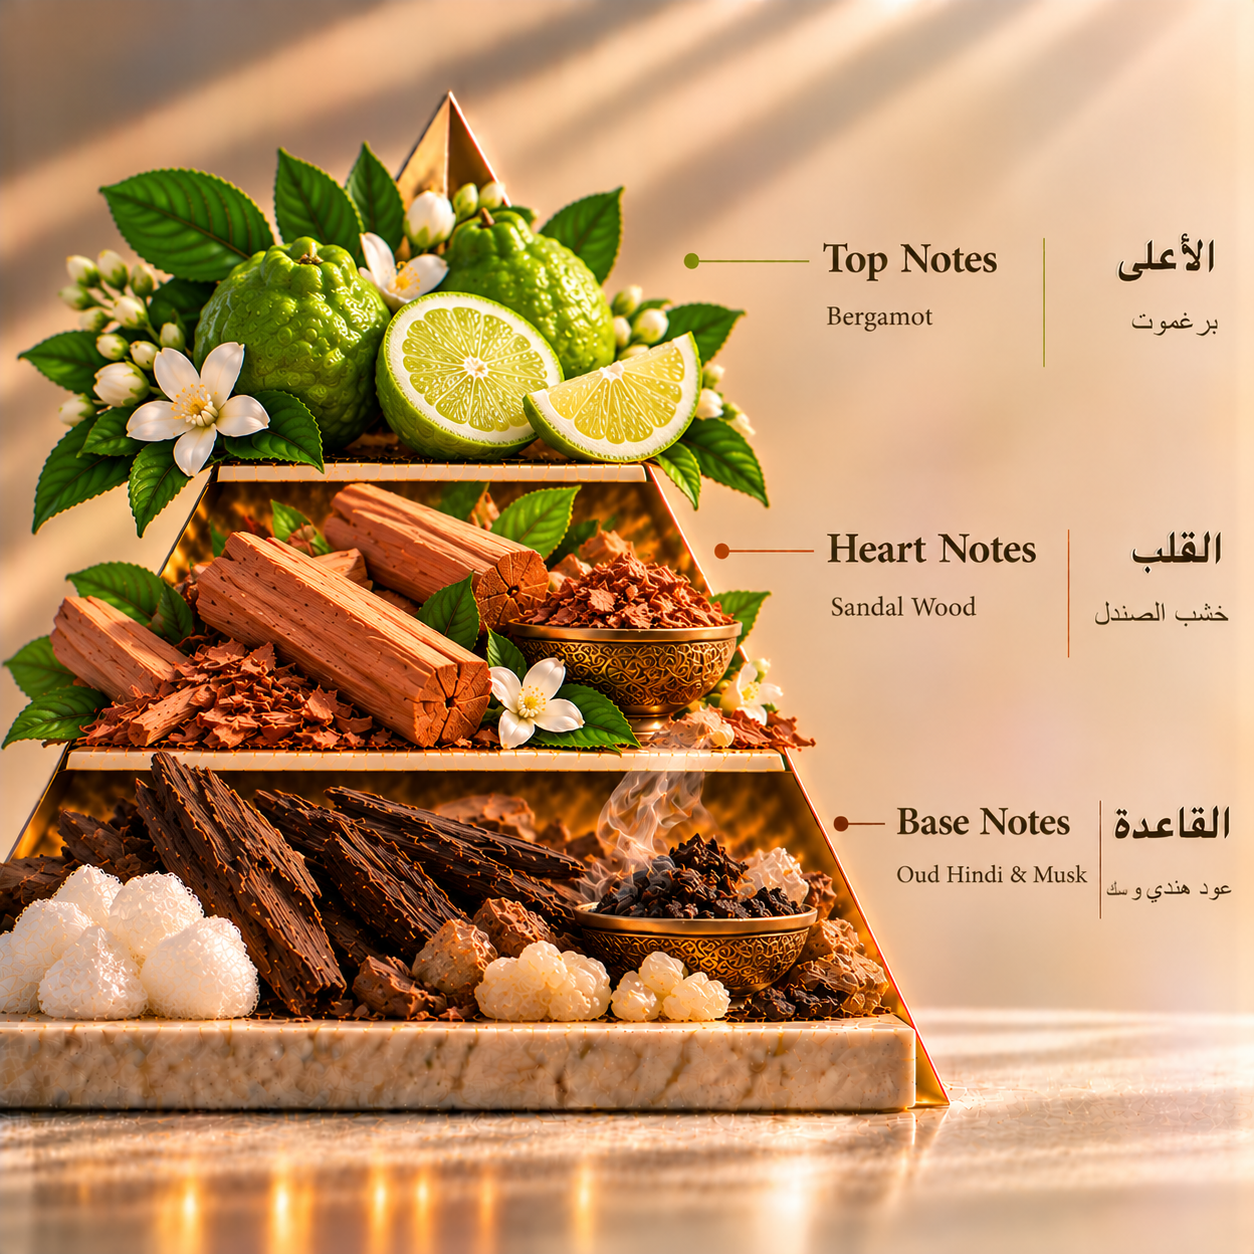 Top Notes
الأعلى
Bergamot
برغموت
Heart Notes
القلب
Sandal Wood
خشب الصندل
Base Notes
القاعدة
Oud Hindi & Musk
عود هندي و سك